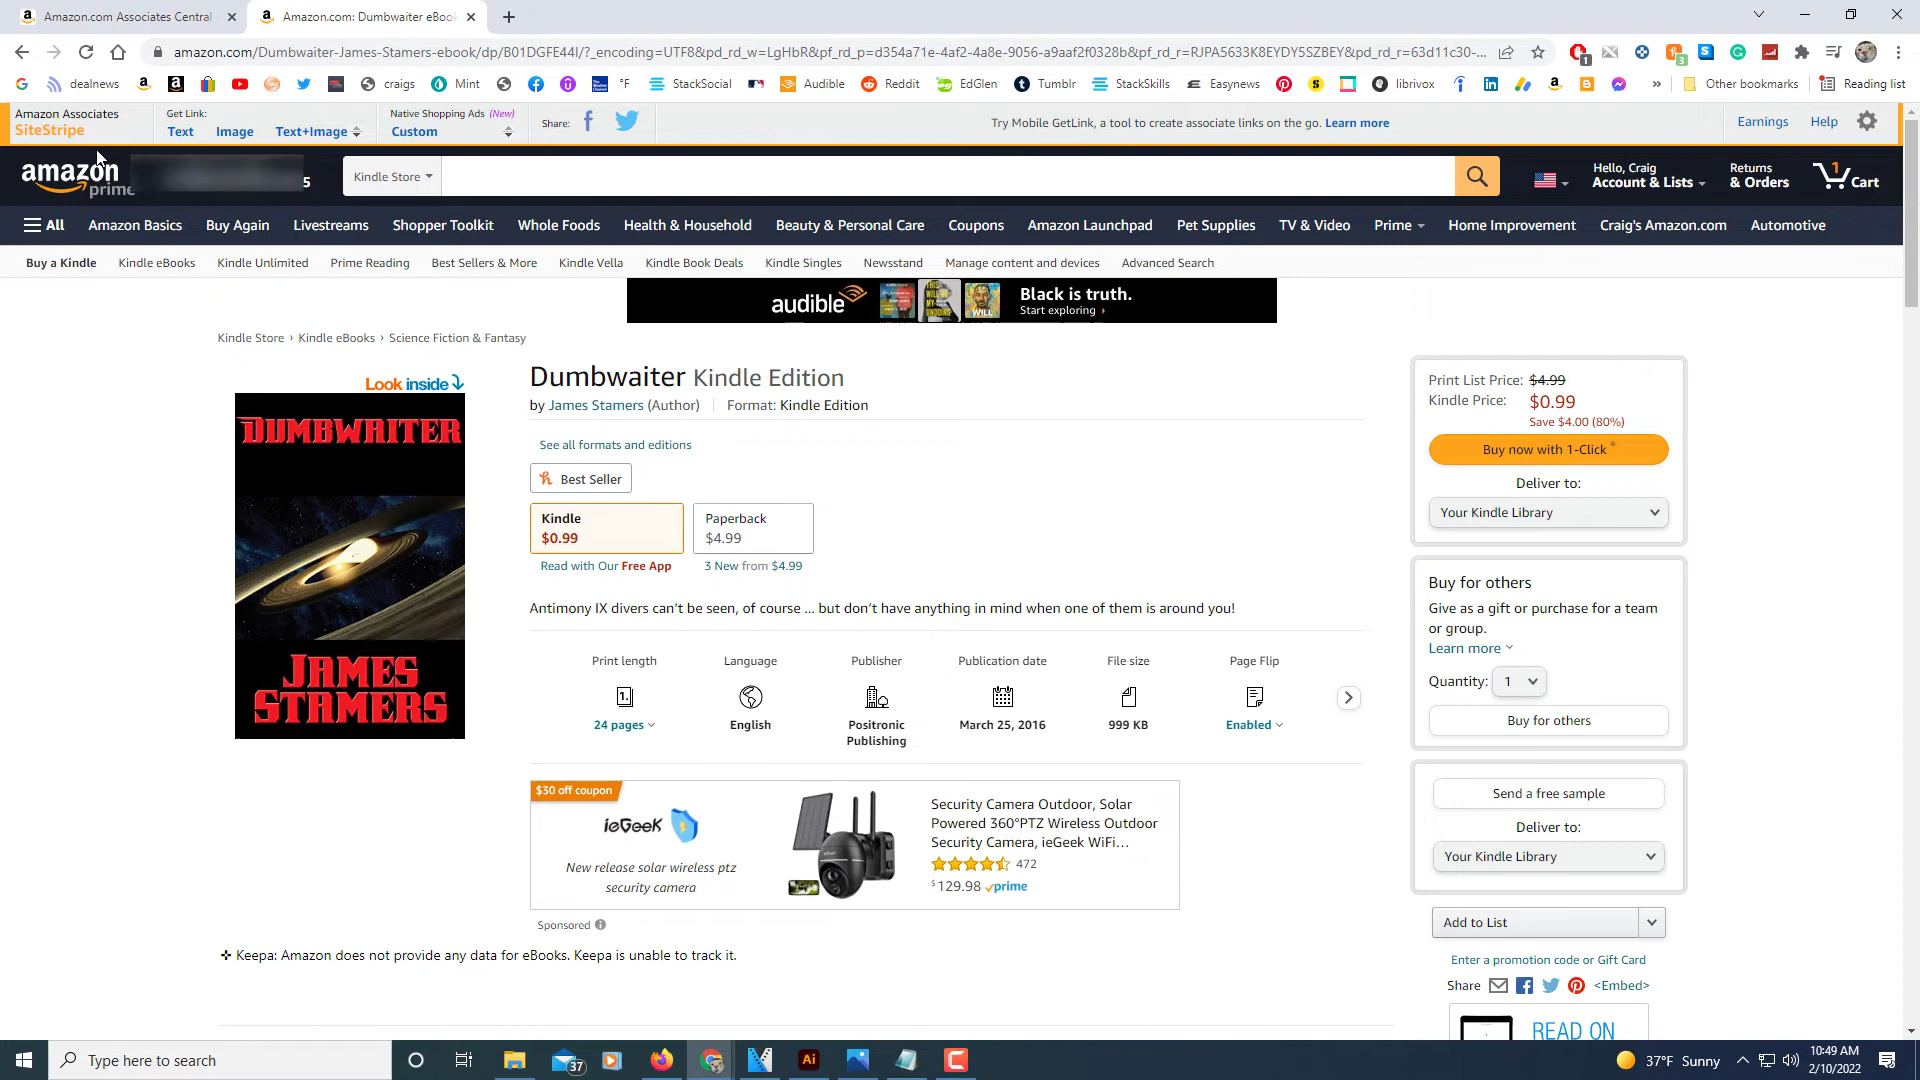 Amazon.com Associates Central
Amazon.com: Dumbwaiter eBook
amazon.com/Dumbwaiter-James-Stamers-ebook/dp/B01DGFE44I/?_encoding=UTF8&pd_rd_w=LgHbR&pf_rd_p=d354a71e-4af2-4a8e-9056-a9aaf2f0328b&pf_rd_r=RJPA5633K8EYDY5SZBEY&pd_rd_r=63d11c30-...
dealnews craigs Mint °F StackSocial Audible Reddit EdGlen Tumblr StackSkills Easynews librivox » Other bookmarks Reading list
Amazon Associates
SiteStripe
Get Link:
Text Image Text+Image
Native Shopping Ads (New)
Custom
Share:
Try Mobile GetLink, a tool to create associate links on the go. Learn more
Earnings Help
amazon prime
5
Kindle Store
Hello, Craig
Account & Lists
Returns
& Orders
1
Cart
All Amazon Basics Buy Again Livestreams Shopper Toolkit Whole Foods Health & Household Beauty & Personal Care Coupons Amazon Launchpad Pet Supplies TV & Video Prime Home Improvement Craig's Amazon.com Automotive
Buy a Kindle Kindle eBooks Kindle Unlimited Prime Reading Best Sellers & More Kindle Vella Kindle Book Deals Kindle Singles Newsstand Manage content and devices Advanced Search
audible
Black is truth.
Start exploring ›
Kindle Store › Kindle eBooks › Science Fiction & Fantasy
Look inside
DUMBWAITER
JAMES
STAMERS
Dumbwaiter Kindle Edition
by James Stamers (Author) Format: Kindle Edition
See all formats and editions
Best Seller
Kindle
$0.99
Paperback
$4.99
Read with Our Free App
3 New from $4.99
Antimony IX divers can’t be seen, of course ... but don’t have anything in mind when one of them is around you!
Print length
24 pages
Language
English
Publisher
Positronic
Publishing
Publication date
March 25, 2016
File size
999 KB
Page Flip
Enabled
$30 off coupon
ieGeek
New release solar wireless ptz
security camera
Security Camera Outdoor, Solar
Powered 360°PTZ Wireless Outdoor
Security Camera, ieGeek WiFi…
472
$129.98 prime
Sponsored
Keepa: Amazon does not provide any data for eBooks. Keepa is unable to track it.
Print List Price: $4.99
Kindle Price: $0.99
Save $4.00 (80%)
Buy now with 1-Click ®
Deliver to:
Your Kindle Library
Buy for others
Give as a gift or purchase for a team
or group.
Learn more
Quantity: 1
Buy for others
Send a free sample
Deliver to:
Your Kindle Library
Add to List
Enter a promotion code or Gift Card
Share <Embed>
READ ON
Type here to search
37
37°F Sunny
10:49 AM
2/10/2022